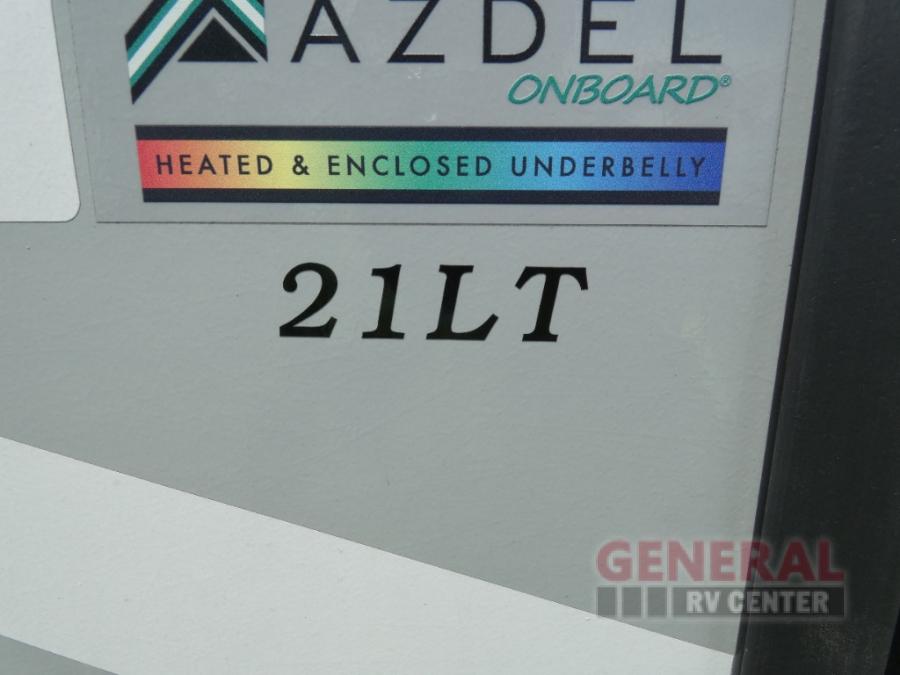 AZDEL
ONBOARD®
HEATED & ENCLOSED UNDERBELLY
21LT
GENERAL
RV CENTER